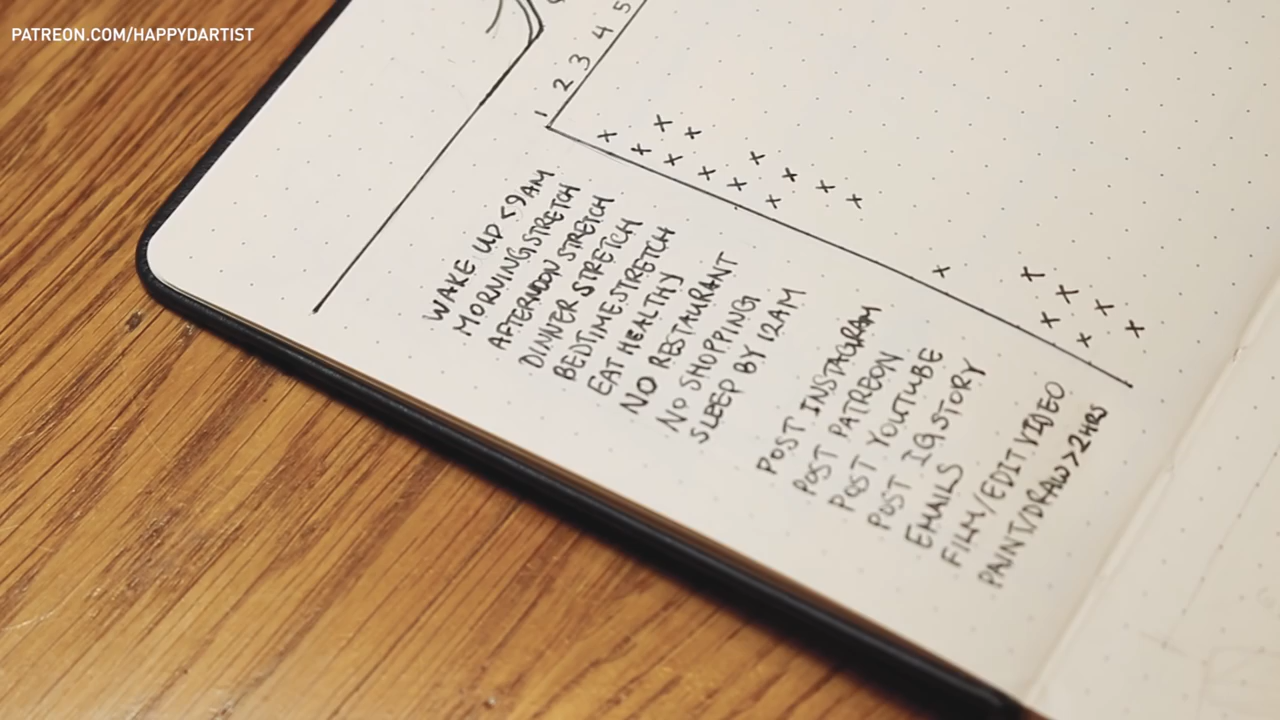 PATREON.COM/HAPPYDARTIST
1 2 3 4 5
WAKE UP <9AM
MORNING STRETCH
AFTERNOON STRETCH
DINNER STRETCH
BEDTIME STRETCH
EAT HEALTHY
NO RESTAURANT
NO SHOPPING
SLEEP BY 12AM
POST INSTAGRAM
POST PATREON
POST YOUTUBE
POST IG STORY
EMAILS
FILM/EDIT VIDEO
PAINT/DRAW >2HRS